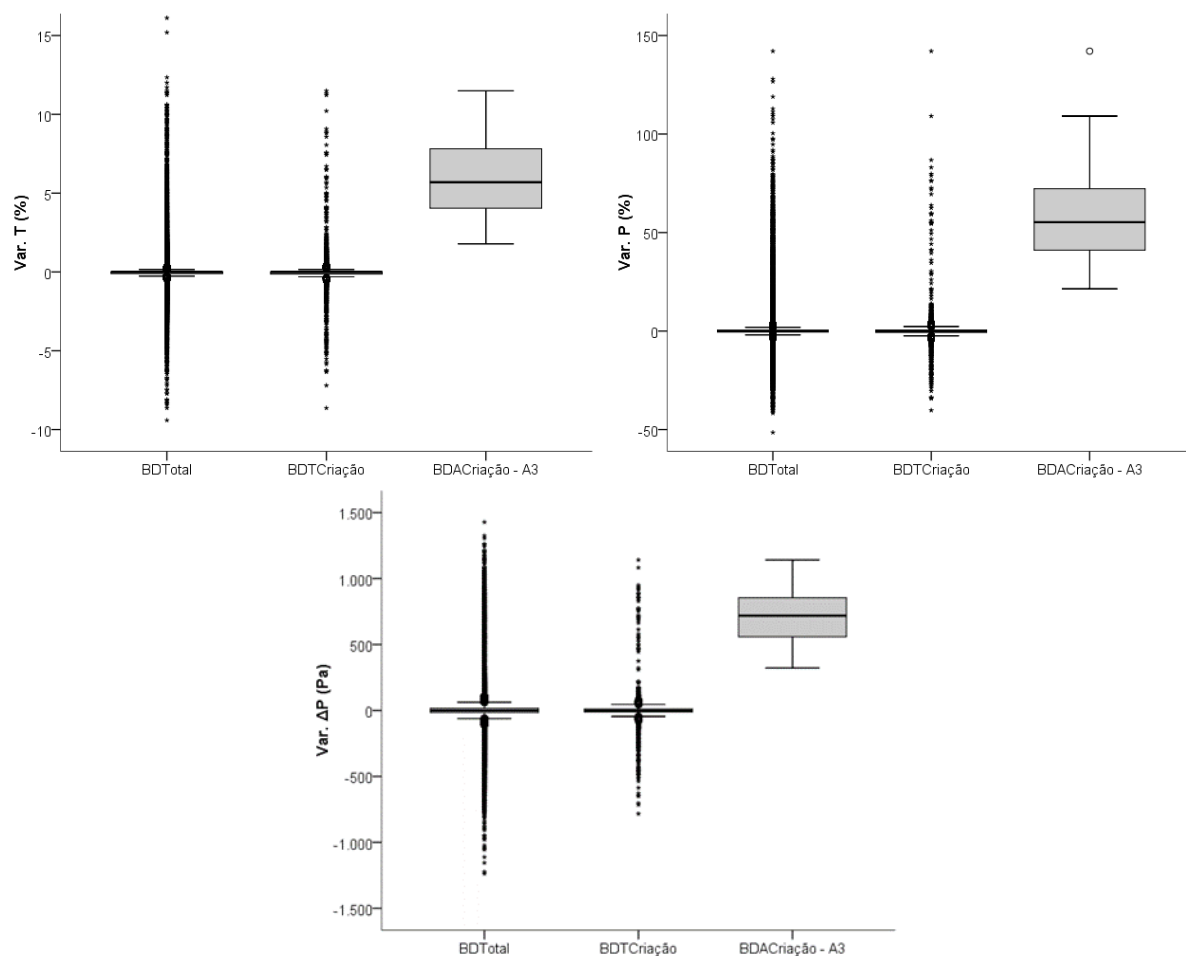 Var. T (%)
15
10
5
0
-5
-10
BDTotal
BDTCriação
BDACriação - A3
Var. P (%)
150
100
50
0
-50
BDTotal
BDTCriação
BDACriação - A3
Var. ΔP (Pa)
1.500
1.000
500
0
-500
-1.000
-1.500
BDTotal
BDTCriação
BDACriação - A3